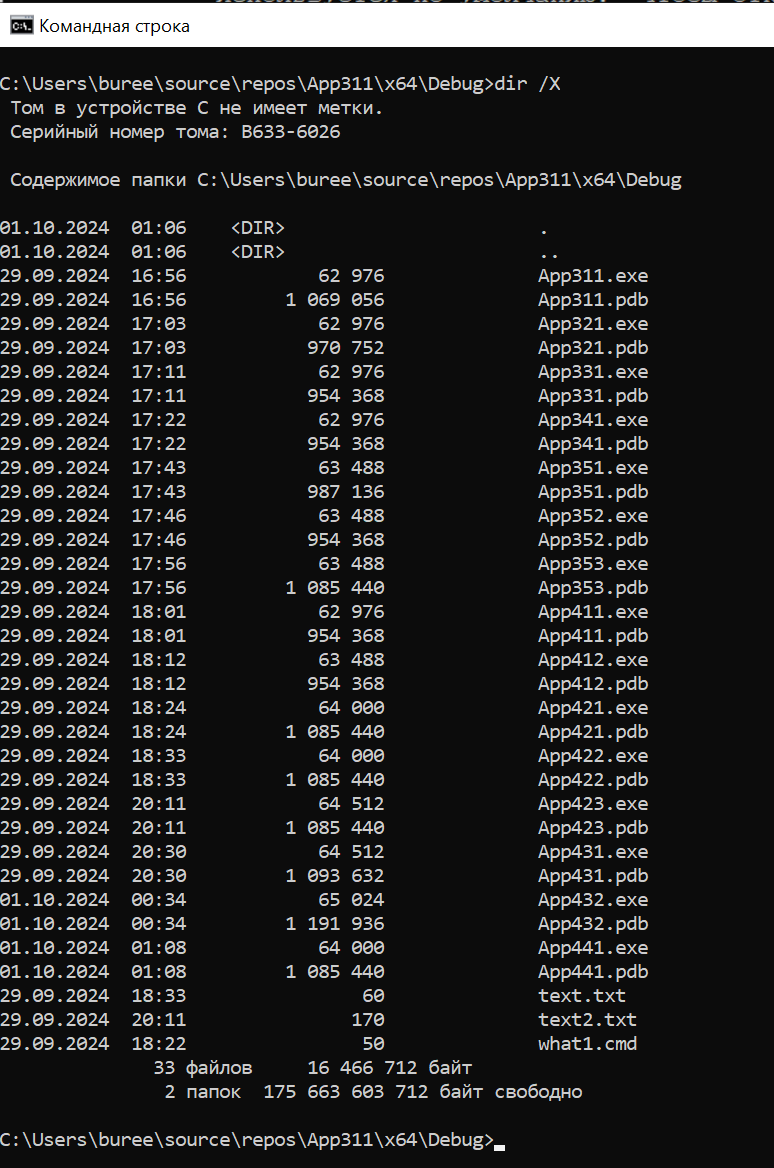 Командная строка
C:\Users\buree\source\repos\App311\x64\Debug>dir /X
Том в устройстве C не имеет метки.
Серийный номер тома: B633-6026
Содержимое папки C:\Users\buree\source\repos\App311\x64\Debug
01.10.2024  01:06    <DIR>                       .
01.10.2024  01:06    <DIR>                       ..
29.09.2024  16:56            62 976              App311.exe
29.09.2024  16:56         1 069 056              App311.pdb
29.09.2024  17:03            62 976              App321.exe
29.09.2024  17:03           970 752              App321.pdb
29.09.2024  17:11            62 976              App331.exe
29.09.2024  17:11           954 368              App331.pdb
29.09.2024  17:22            62 976              App341.exe
29.09.2024  17:22           954 368              App341.pdb
29.09.2024  17:43            63 488              App351.exe
29.09.2024  17:43           987 136              App351.pdb
29.09.2024  17:46            63 488              App352.exe
29.09.2024  17:46           954 368              App352.pdb
29.09.2024  17:56            63 488              App353.exe
29.09.2024  17:56         1 085 440              App353.pdb
29.09.2024  18:01            62 976              App411.exe
29.09.2024  18:01           954 368              App411.pdb
29.09.2024  18:12            63 488              App412.exe
29.09.2024  18:12           954 368              App412.pdb
29.09.2024  18:24            64 000              App421.exe
29.09.2024  18:24         1 085 440              App421.pdb
29.09.2024  18:33            64 000              App422.exe
29.09.2024  18:33         1 085 440              App422.pdb
29.09.2024  20:11            64 512              App423.exe
29.09.2024  20:11         1 085 440              App423.pdb
29.09.2024  20:30            64 512              App431.exe
29.09.2024  20:30         1 093 632              App431.pdb
01.10.2024  00:34            65 024              App432.exe
01.10.2024  00:34         1 191 936              App432.pdb
01.10.2024  01:08            64 000              App441.exe
01.10.2024  01:08         1 085 440              App441.pdb
29.09.2024  18:33                60              text.txt
29.09.2024  20:11               170              text2.txt
29.09.2024  18:22                50              what1.cmd
33 файлов     16 466 712 байт
2 папок  175 663 603 712 байт свободно
C:\Users\buree\source\repos\App311\x64\Debug>